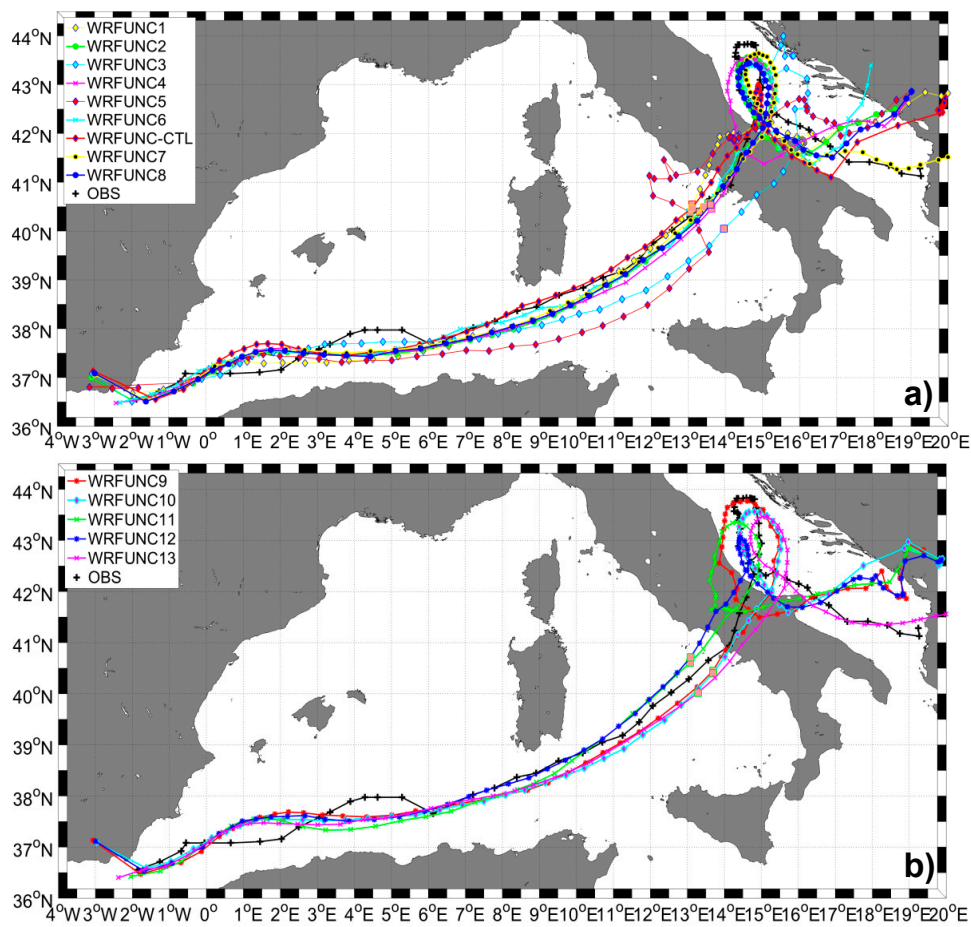 44°N
43°N
42°N
41°N
40°N
39°N
38°N
37°N
36°N
WRFUNC1
WRFUNC2
WRFUNC3
WRFUNC4
WRFUNC5
WRFUNC6
WRFUNC-CTL
WRFUNC7
WRFUNC8
OBS
a)
4°W 3°W 2°W 1°W 0° 1°E 2°E 3°E 4°E 5°E 6°E 7°E 8°E 9°E 10°E 11°E 12°E 13°E 14°E 15°E 16°E 17°E 18°E 19°E 20°E
44°N
43°N
42°N
41°N
40°N
39°N
38°N
37°N
36°N
WRFUNC9
WRFUNC10
WRFUNC11
WRFUNC12
WRFUNC13
OBS
b)
4°W 3°W 2°W 1°W 0° 1°E 2°E 3°E 4°E 5°E 6°E 7°E 8°E 9°E 10°E 11°E 12°E 13°E 14°E 15°E 16°E 17°E 18°E 19°E 20°E